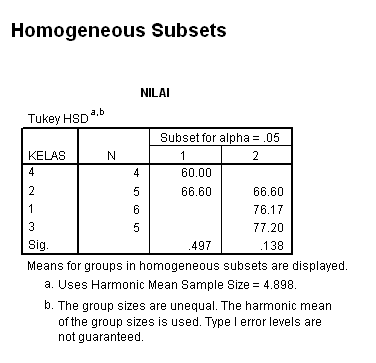 Homogeneous Subsets
NILAI
Tukey HSD a,b
Subset for alpha = .05
KELAS N 1 2
4 4 60.00
2 5 66.60 66.60
1 6 76.17
3 5 77.20
Sig. .497 .138
Means for groups in homogeneous subsets are displayed.
a. Uses Harmonic Mean Sample Size = 4.898.
b. The group sizes are unequal. The harmonic mean
of the group sizes is used. Type I error levels are
not guaranteed.